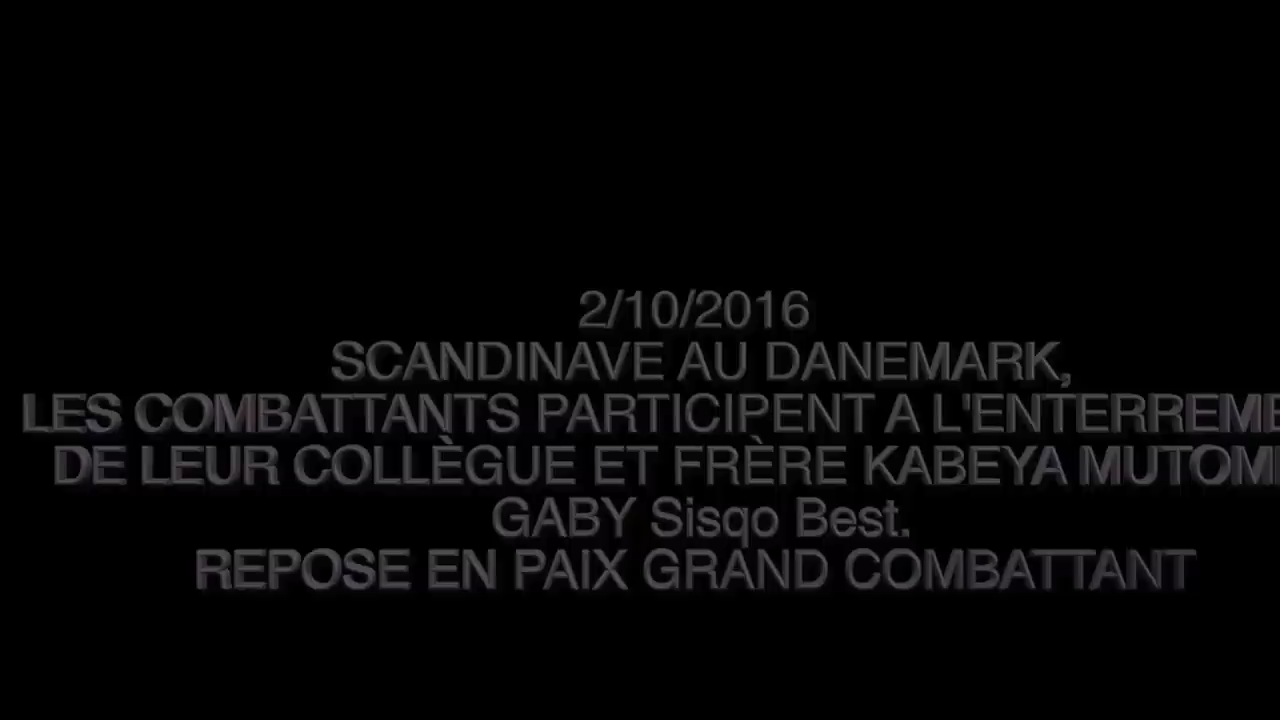 2/10/2016
SCANDINAVE AU DANEMARK,
LES COMBATTANTS PARTICIPENT A L'ENTERREME
DE LEUR COLLÈGUE ET FRÈRE KABEYA MUTOM
GABY Sisqo Best.
REPOSE EN PAIX GRAND COMBATTANT